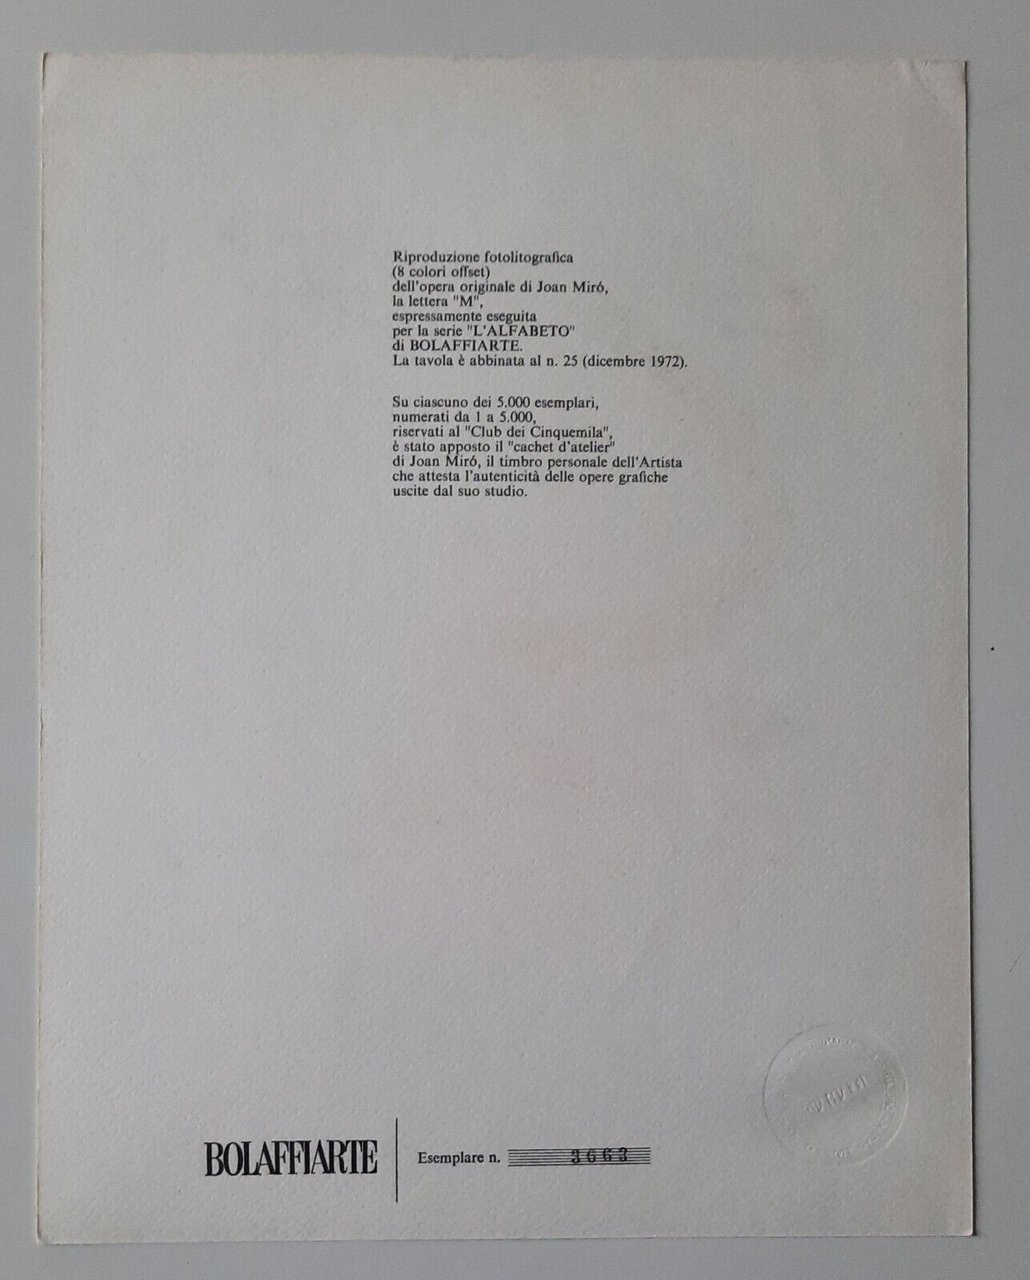 Riproduzione fotolitografica
(8 colori offset)
dell'opera originale di Joan Miró,
la lettera "M",
espressamente eseguita
per la serie "L'ALFABETO"
di BOLAFFIARTE.
La tavola è abbinata al n. 25 (dicembre 1972).
Su ciascuno dei 5.000 esemplari,
numerati da 1 a 5.000,
riservati al "Club dei Cinquemila",
è stato apposto il "cachet d'atelier"
di Joan Miró, il timbro personale dell'Artista
che attesta l'autenticità delle opere grafiche
uscite dal suo studio.
BOLAFFIARTE
Esemplare n. 3663